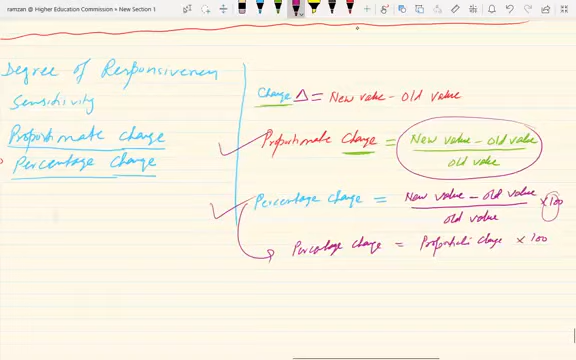 ramzan @ Higher Education Commission » New Section 1
Degree of Responsiveness
Sensitivity
Proportionate change
Percentage change
Change Δ = New value - Old value
Proportionate change = New value - old value
old value
Percentage change = New value - old value × 100
old value
Percentage change = Proportionate change × 100